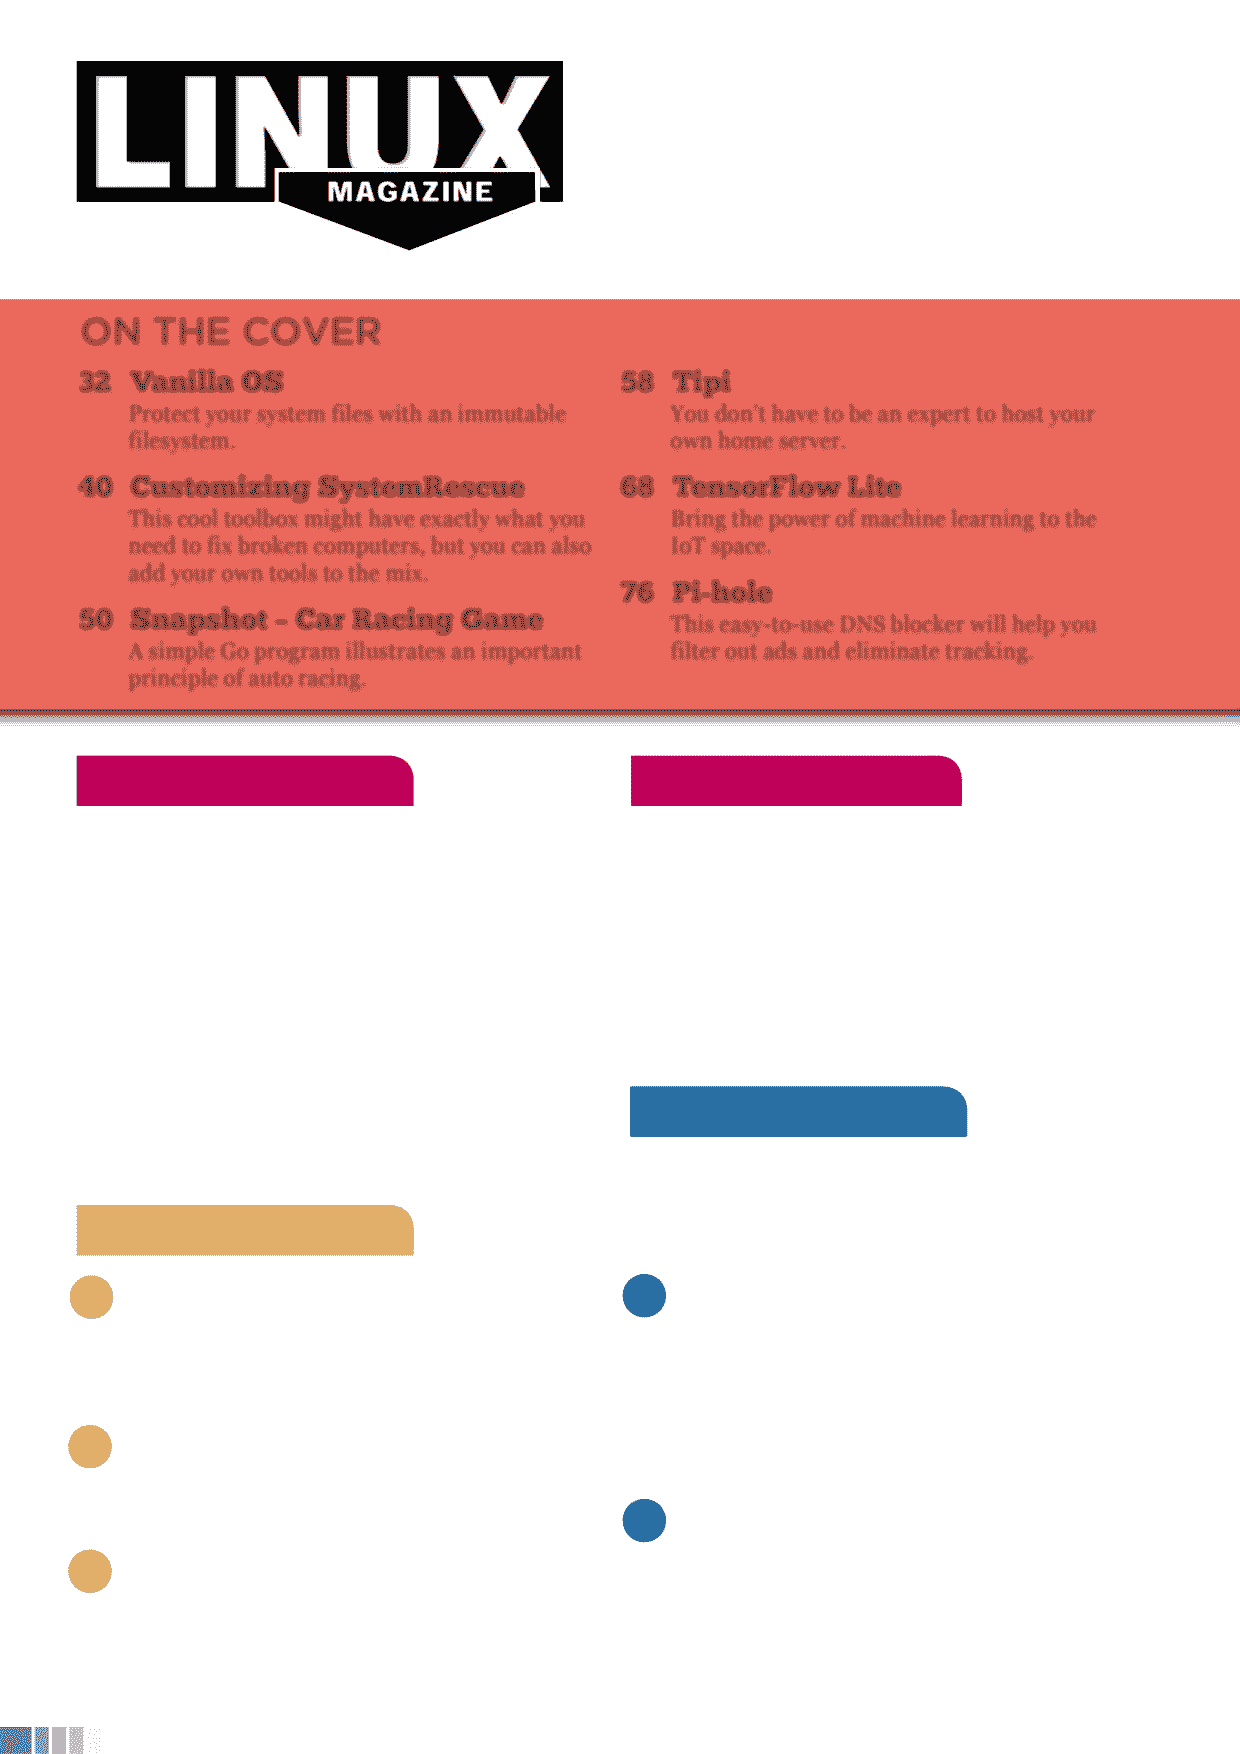 LINUX
MAGAZINE
ON THE COVER
32 Vanilla OS
Protect your system files with an immutable
filesystem.
40 Customizing SystemRescue
This cool toolbox might have exactly what you
need to fix broken computers, but you can also
add your own tools to the mix.
50 Snapshot – Car Racing Game
A simple Go program illustrates an important
principle of auto racing.
58 Tipi
You don't have to be an expert to host your
own home server.
68 TensorFlow Lite
Bring the power of machine learning to the
IoT space.
76 Pi-hole
This easy-to-use DNS blocker will help you
filter out ads and eliminate tracking.